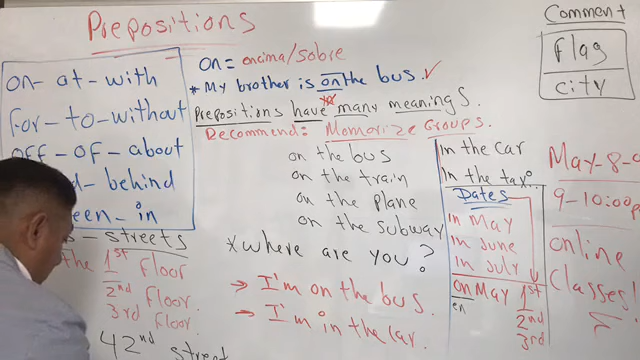 Prepositions
on - at - with
for - to - without
off - of - about
behind
in
streets
the 1st floor
2nd floor.
3rd floor.
42nd street
on = encima/sobre
* My brother is on the bus. ✓
Prepositions have many meanings.
Recommend: Momorize Groups.
on the bus
on the train
on the plane
on the subway
* where are you?
→ I'm on the bus.
→ I'm in the car.
in the car
in the taxi
Dates
in May
in June
in July
on May 1st
en
2nd
3rd
Comment
flag
city
May-8-
9-10:00p
online
Classes!